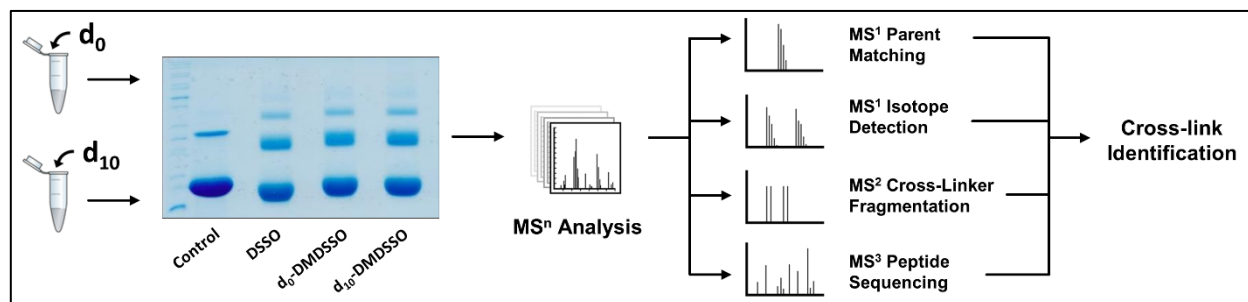 d₀
d₁₀
Control
DSSO
d₀-DMDSSO
d₁₀-DMDSSO
MSⁿ Analysis
MS¹ Parent
Matching
MS¹ Isotope
Detection
MS² Cross-Linker
Fragmentation
MS³ Peptide
Sequencing
Cross-link
Identification